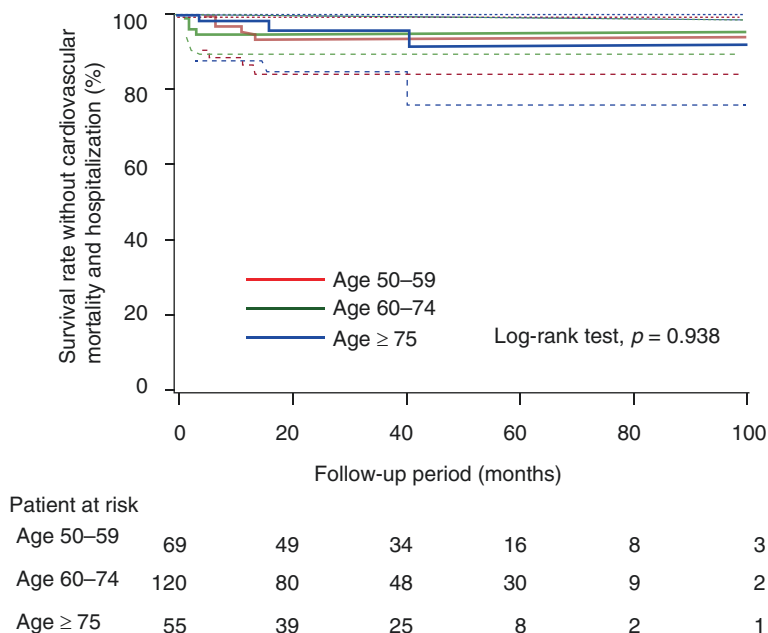 Survival rate without cardiovascular
mortality and hospitalization (%)
100
80
60
40
20
0
Age 50–59
Age 60–74
Age ≥ 75
Log-rank test, p = 0.938
0 20 40 60 80 100
Follow-up period (months)
Patient at risk
Age 50–59 69 49 34 16 8 3
Age 60–74 120 80 48 30 9 2
Age ≥ 75 55 39 25 8 2 1